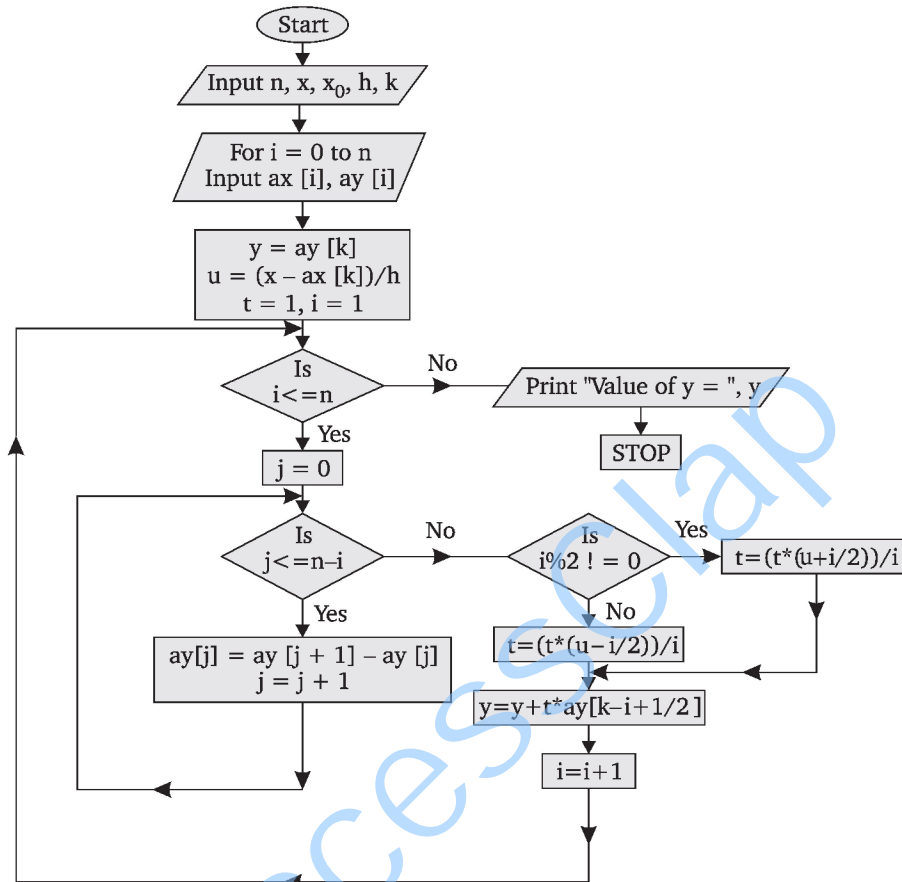 Start
Input n, x, x₀, h, k
For i = 0 to n
Input ax [i], ay [i]
y = ay [k]
u = (x – ax [k])/h
t = 1, i = 1
Is
i<=n
No
Print "Value of y = ", y
STOP
Yes
j = 0
Is
j<=n–i
No
Is
i%2 ! = 0
Yes
t=(t*(u+i/2))/i
Yes
No
ay[j] = ay [j + 1] – ay [j]
j = j + 1
t=(t*(u–i/2))/i
y=y+t*ay[k–i+1/2]
i=i+1
cessClap